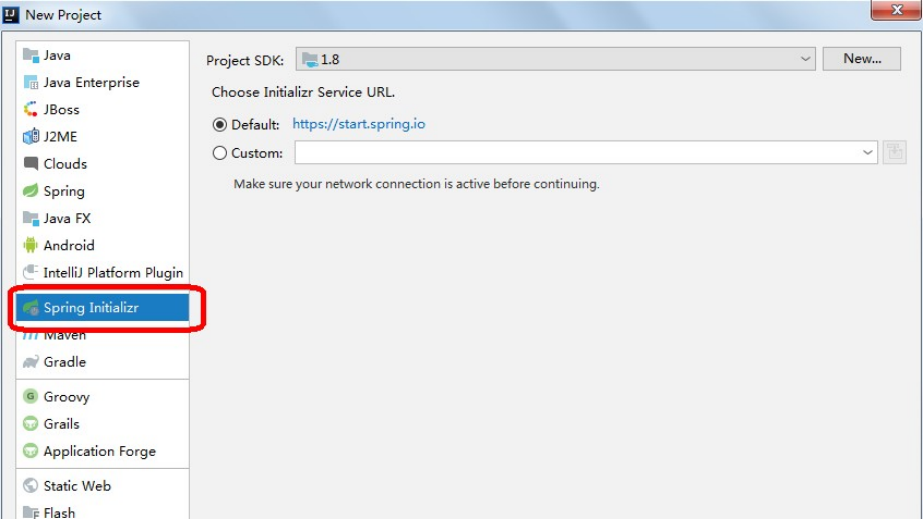 New Project
Java
Java Enterprise
JBoss
J2ME
Clouds
Spring
Java FX
Android
IntelliJ Platform Plugin
Spring Initializr
Maven
Gradle
Groovy
Grails
Application Forge
Static Web
Flash
Project SDK: 1.8 New...
Choose Initializr Service URL.
Default: https://start.spring.io
Custom:
Make sure your network connection is active before continuing.